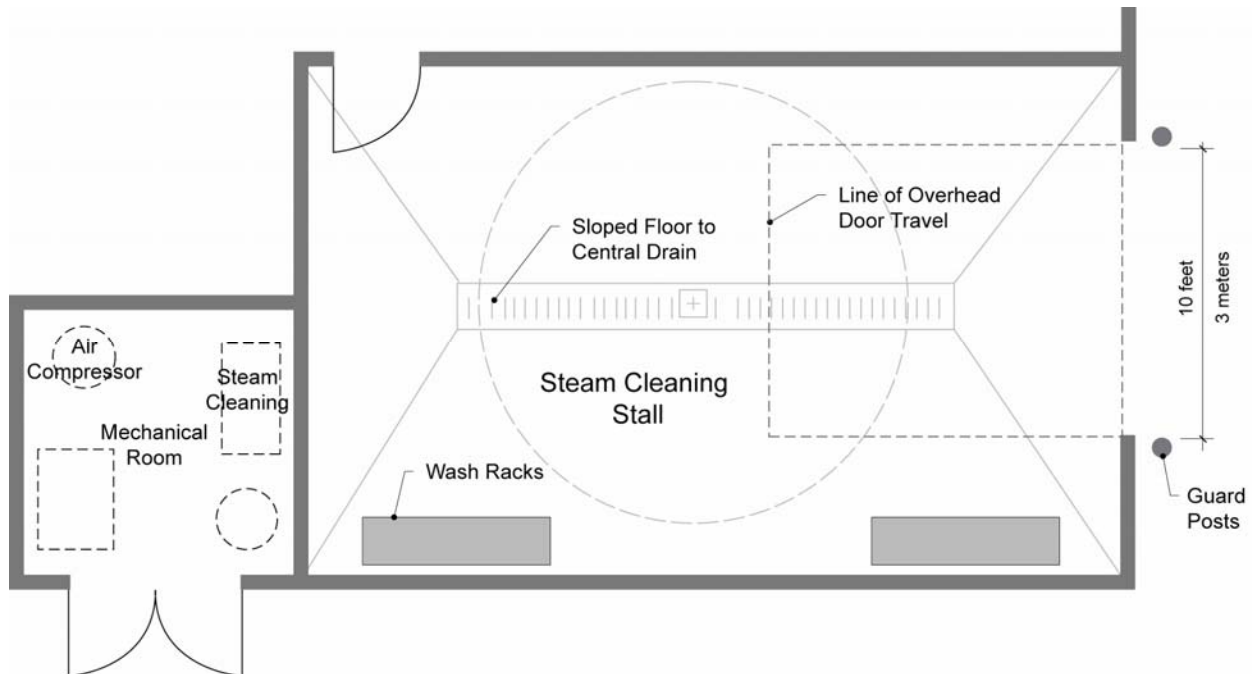 Line of Overhead
Door Travel
Sloped Floor to
Central Drain
10 feet
3 meters
Air
Compressor
Steam
Cleaning
Mechanical
Room
Steam Cleaning
Stall
Wash Racks
Guard
Posts